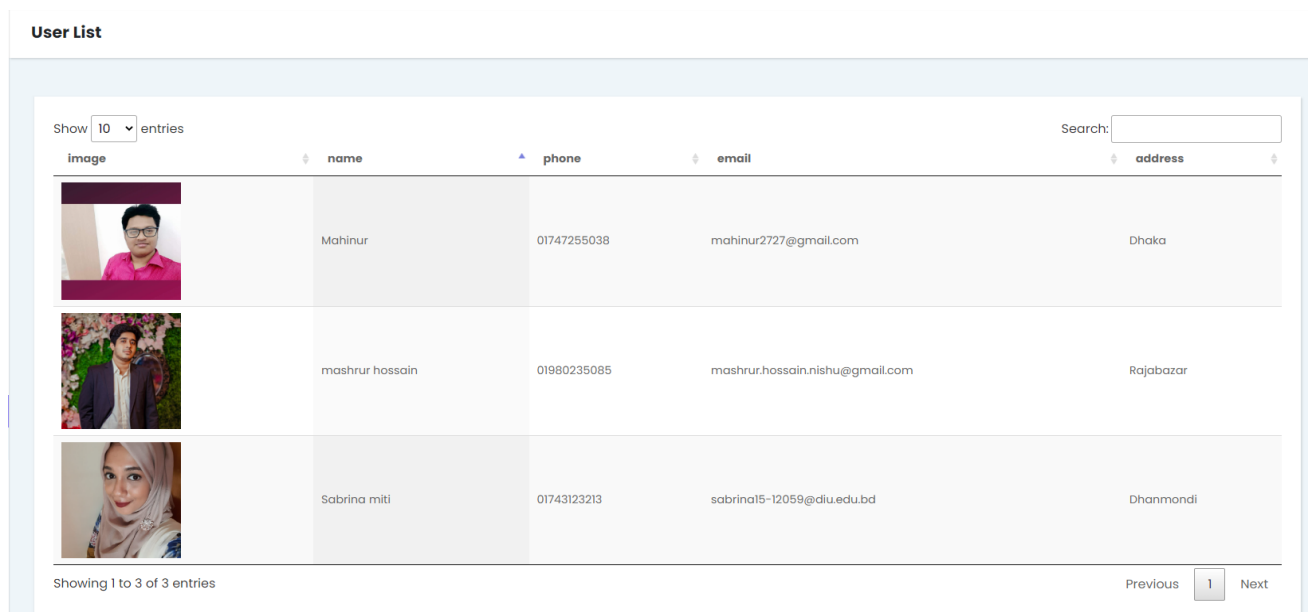 User List
Show 10 entries Search:
image name phone email address
Mahinur 01747255038 mahinur2727@gmail.com Dhaka
mashrur hossain 01980235085 mashrur.hossain.nishu@gmail.com Rajabazar
Sabrina miti 01743123213 sabrina15-12059@diu.edu.bd Dhanmondi
Showing 1 to 3 of 3 entries Previous 1 Next